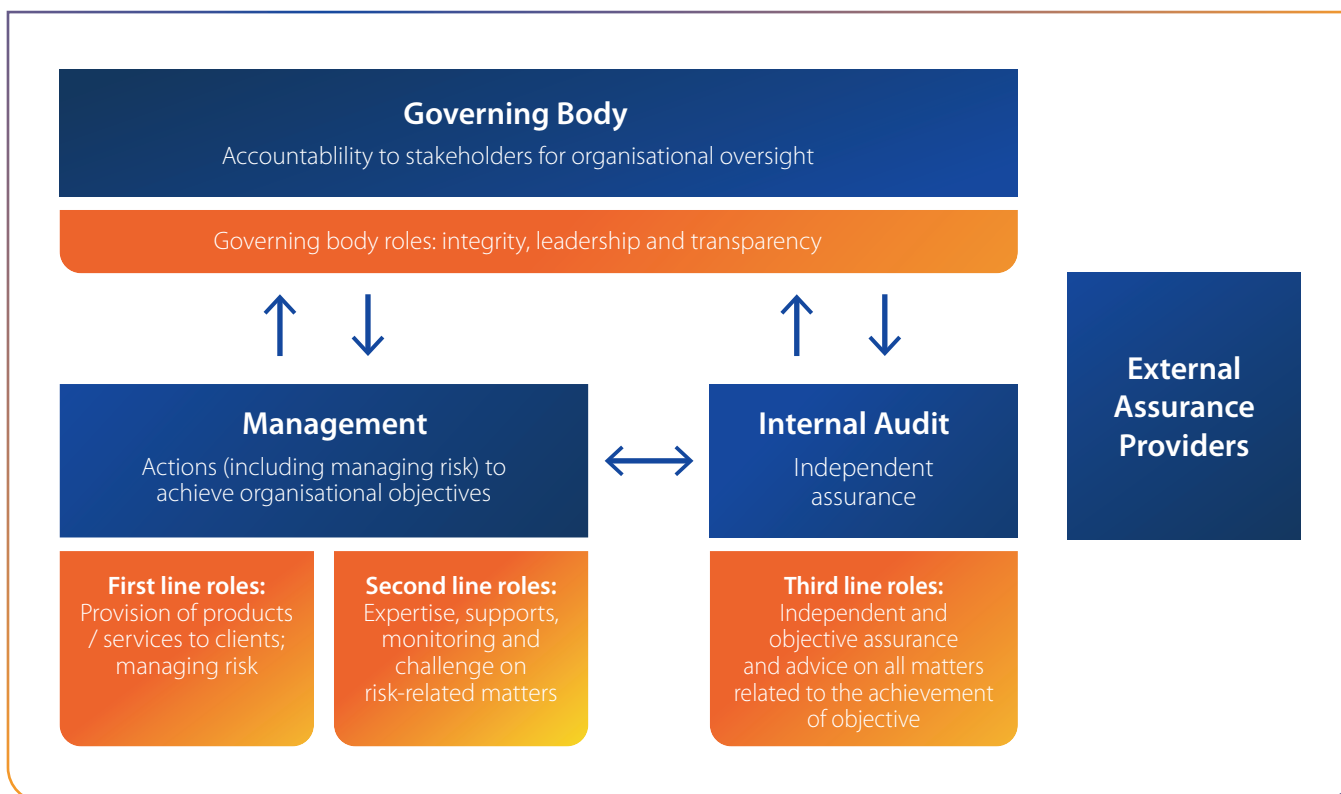 Governing Body
Accountablility to stakeholders for organisational oversight
Governing body roles: integrity, leadership and transparency
Management
Actions (including managing risk) to
achieve organisational objectives
Internal Audit
Independent
assurance
External
Assurance
Providers
First line roles:
Provision of products
/ services to clients;
managing risk
Second line roles:
Expertise, supports,
monitoring and
challenge on
risk-related matters
Third line roles:
Independent and
objective assurance
and advice on all matters
related to the achievement
of objective